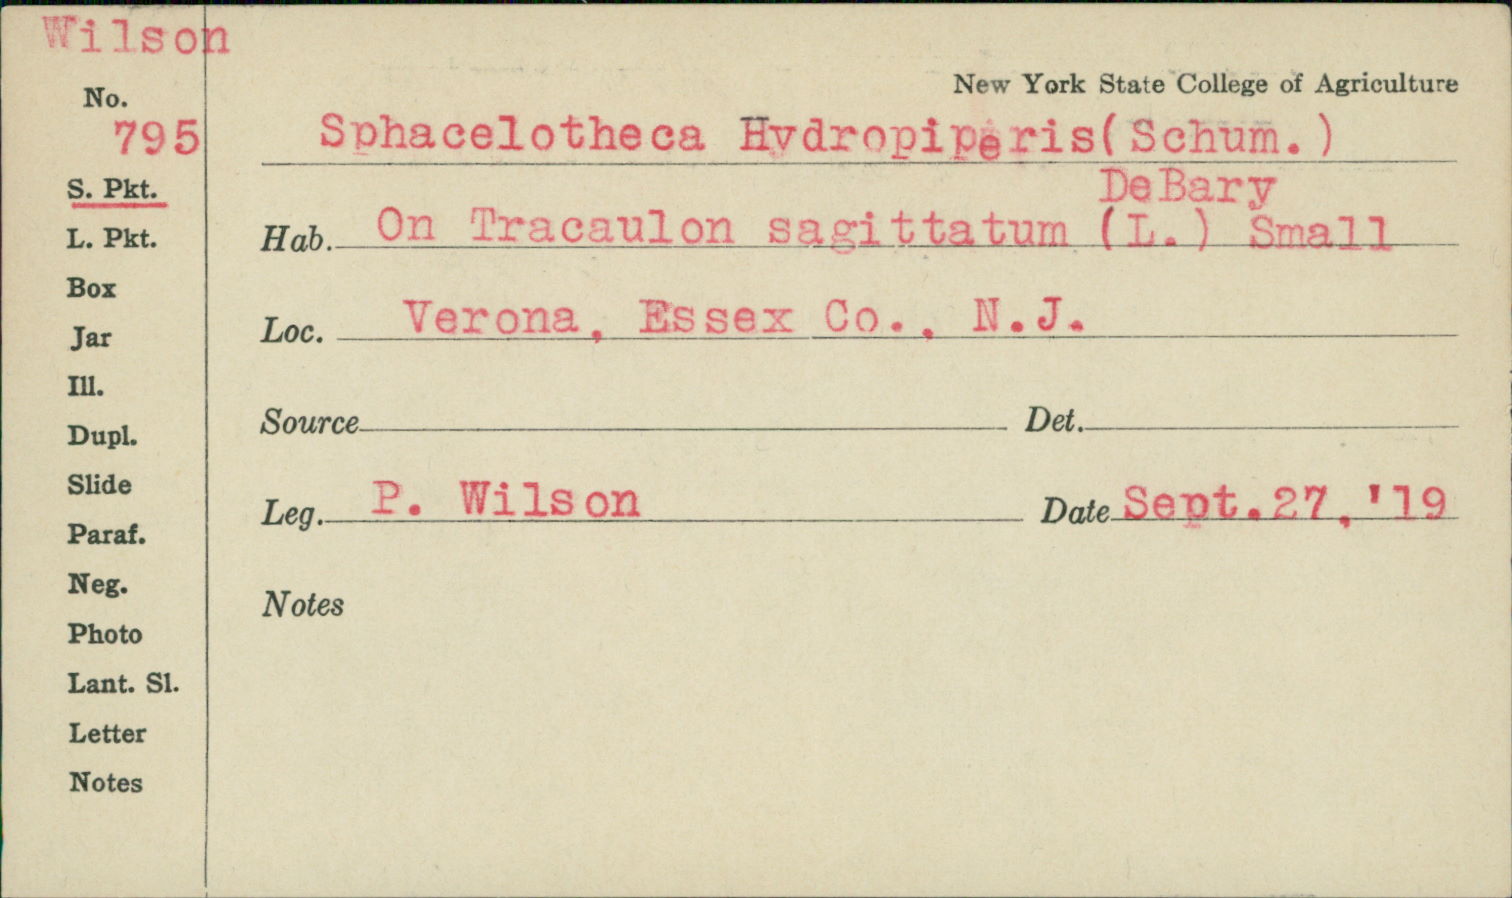 Wilson
New York State College of Agriculture
No.
795
Sphacelotheca Hydropiperis(Schum.)
DeBary
S. Pkt.
Hab. On Tracaulon sagittatum (L.) Small
L. Pkt.
Box
Loc. Verona, Essex Co., N.J.
Jar
Ill.
Source Det.
Dupl.
Slide
Leg. P. Wilson Date Sept.27,'19
Paraf.
Neg.
Notes
Photo
Lant. Sl.
Letter
Notes